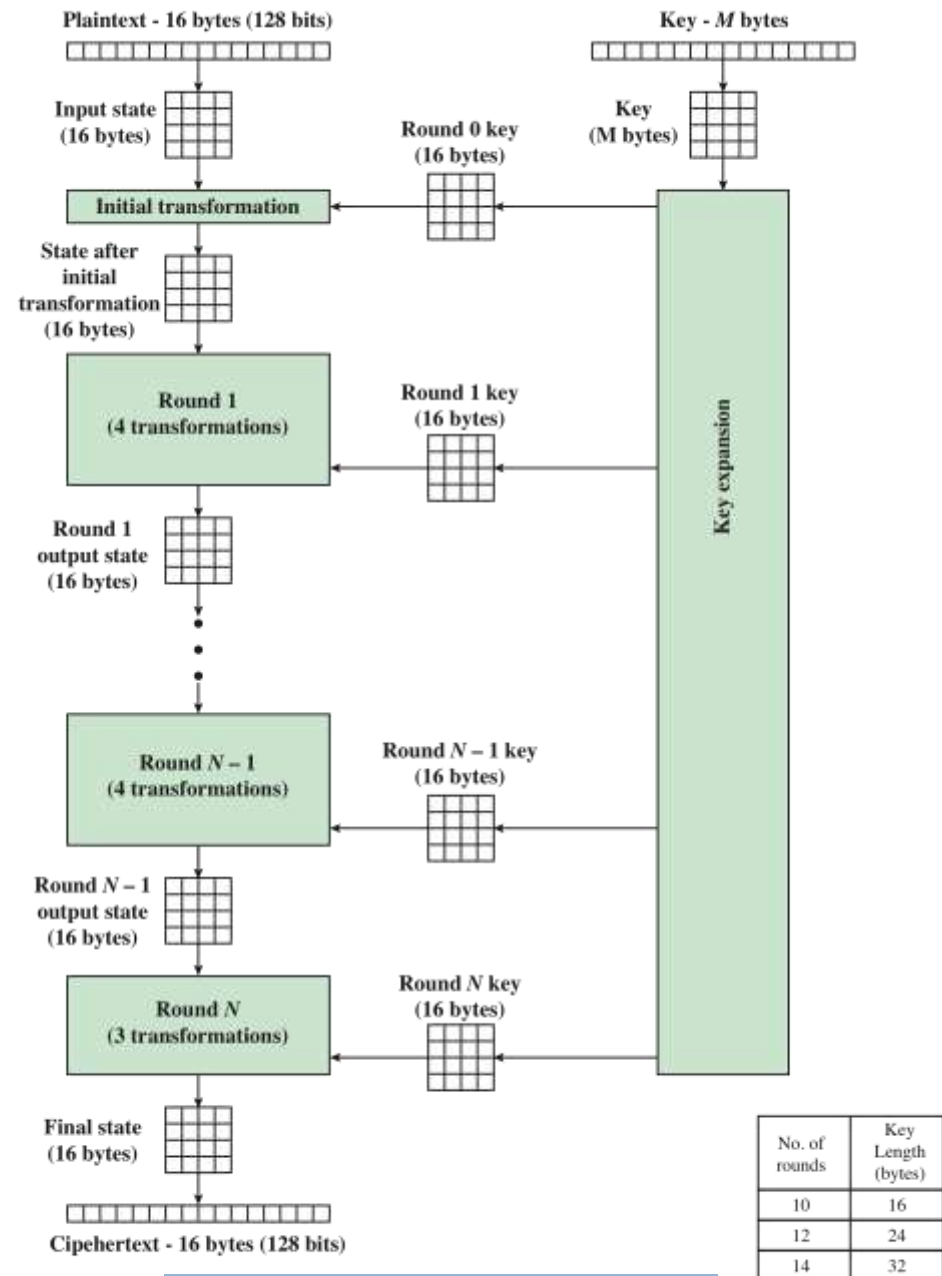 Plaintext - 16 bytes (128 bits)
Key - M bytes
Input state
(16 bytes)
Key
(M bytes)
Round 0 key
(16 bytes)
Initial transformation
State after
initial
transformation
(16 bytes)
Round 1
(4 transformations)
Round 1 key
(16 bytes)
Key expansion
Round 1
output state
(16 bytes)
Round N – 1
(4 transformations)
Round N – 1 key
(16 bytes)
Round N – 1
output state
(16 bytes)
Round N
(3 transformations)
Round N key
(16 bytes)
Final state
(16 bytes)
Cipehertext - 16 bytes (128 bits)
No. of
rounds
Key
Length
(bytes)
10 16
12 24
14 32